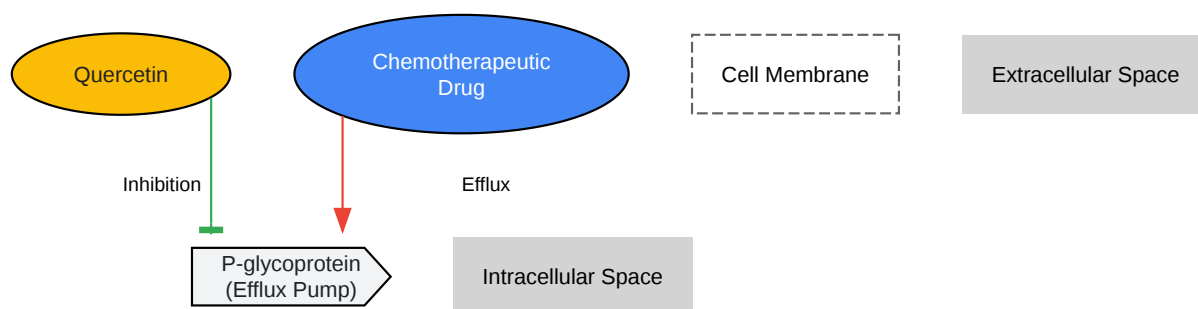 Quercetin
Chemotherapeutic
Drug
Cell Membrane
Extracellular Space
Inhibition
Efflux
P-glycoprotein
(Efflux Pump)
Intracellular Space